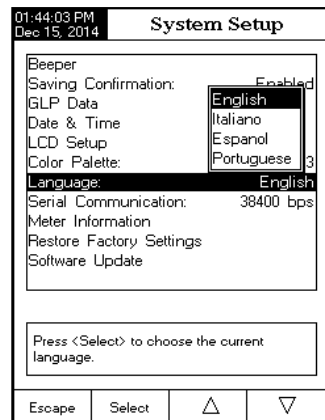 01:44:03 PM
Dec 15, 2014
System Setup
Beeper
Saving Confirmation: Enabled
GLP Data
Date & Time
LCD Setup
Color Palette: 3
English
Italiano
Espanol
Portuguese
Language: English
Serial Communication: 38400 bps
Meter Information
Restore Factory Settings
Software Update
Press <Select> to choose the current
language.
Escape Select △ ▽